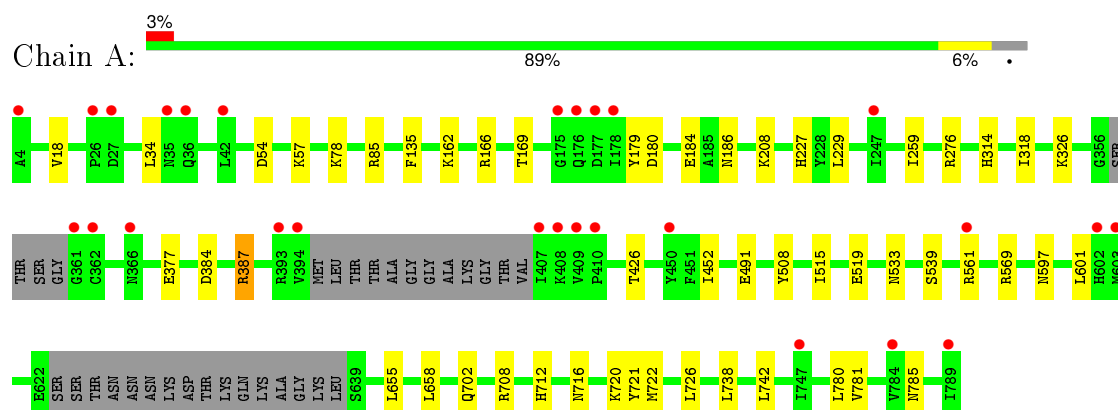 3%
Chain A:
89% 6%
A4 V18 P26 D27 L34 N35 Q36 L42 D54 K57 K78 R85 F135 K162 R166 T169 G175 Q176 D177 I178 Y179 D180 E184 A185 N186 K208 H227 Y228 L229 I247 I259 R276 H314 I318 K326 G356 SER
THR SER GLY G361 C362 N366 E377 D384 R387 R393 V394 MET LEU THR THR ALA GLY GLY ALA LYS GLY THR VAL I407 K408 V409 P410 T426 Y450 F451 I452 E491 Y508 I515 E519 N533 S539 R561 R569 N597 L601 H602 M603
E622 SER SER THR ASN ASN ASN LYS ASP THR LYS GLN LYS ALA GLY LYS LEU S639 L655 L658 Q702 R708 H712 N716 K720 Y721 M722 L726 L738 L742 I747 L780 V781 V784 N785 I789